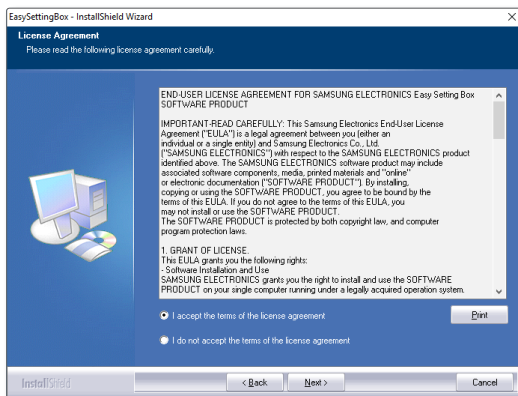 EasySettingBox - InstallShield Wizard
License Agreement
Please read the following license agreement carefully.
END-USER LICENSE AGREEMENT FOR SAMSUNG ELECTRONICS Easy Setting Box
SOFTWARE PRODUCT
IMPORTANT-READ CAREFULLY: This Samsung Electronics End-User License
Agreement ("EULA") is a legal agreement between you (either an
individual or a single entity) and Samsung Electronics Co., Ltd.
("SAMSUNG ELECTRONICS") with respect to the SAMSUNG ELECTRONICS product
identified above. The SAMSUNG ELECTRONICS software product may include
associated software components, media, printed materials and "online"
or electronic documentation ("SOFTWARE PRODUCT"). By installing,
copying or using the SOFTWARE PRODUCT, you agree to be bound by the
terms of this EULA. If you do not agree to the terms of this EULA, you
may not install or use the SOFTWARE PRODUCT.
The SOFTWARE PRODUCT is protected by both copyright law, and computer
program protection laws.
1. GRANT OF LICENSE.
This EULA grants you the following rights:
- Software Installation and Use
SAMSUNG ELECTRONICS grants you the right to install and use the SOFTWARE
PRODUCT on your single computer running under a legally acquired operation system.
I accept the terms of the license agreement
Print
I do not accept the terms of the license agreement
InstallShield
< Back
Next >
Cancel